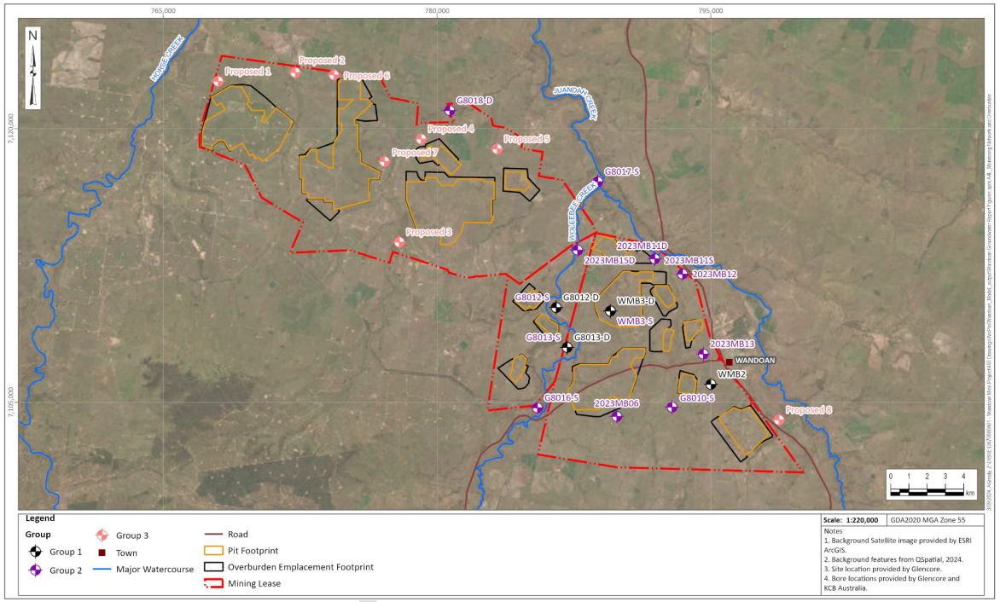 765,000
780,000
795,000
N
HORSE CREEK
Proposed 1
Proposed 2
Proposed 6
JUANDAH CREEK
G8018-D
7,120,000
Proposed 4
Proposed 5
Proposed 7
G8017-S
WOLEEBEE CREEK
Proposed 3
2023MB11D
2023MB15D
2023MB11S
2023MB12
G8012-S
G8012-D
WMB3-D
WMB3-S
G8013-S
G8013-D
2023MB13
WANDOAN
WMB2
7,105,000
G8016-S
2023MB06
G8010-S
Proposed 8
0 1 2 3 4
km
Legend
Group
Group 1
Group 2
Group 3
Town
Major Watercourse
Road
Pit Footprint
Overburden Emplacement Footprint
Mining Lease
Scale: 1:220,000
GDA2020 MGA Zone 55
Notes
1. Background Satellite image provided by ESRI
ArcGIS.
2. Background features from QSpatial, 2024.
3. Site location provided by Glencore.
4. Bore locations provided by Glencore and
KCB Australia.